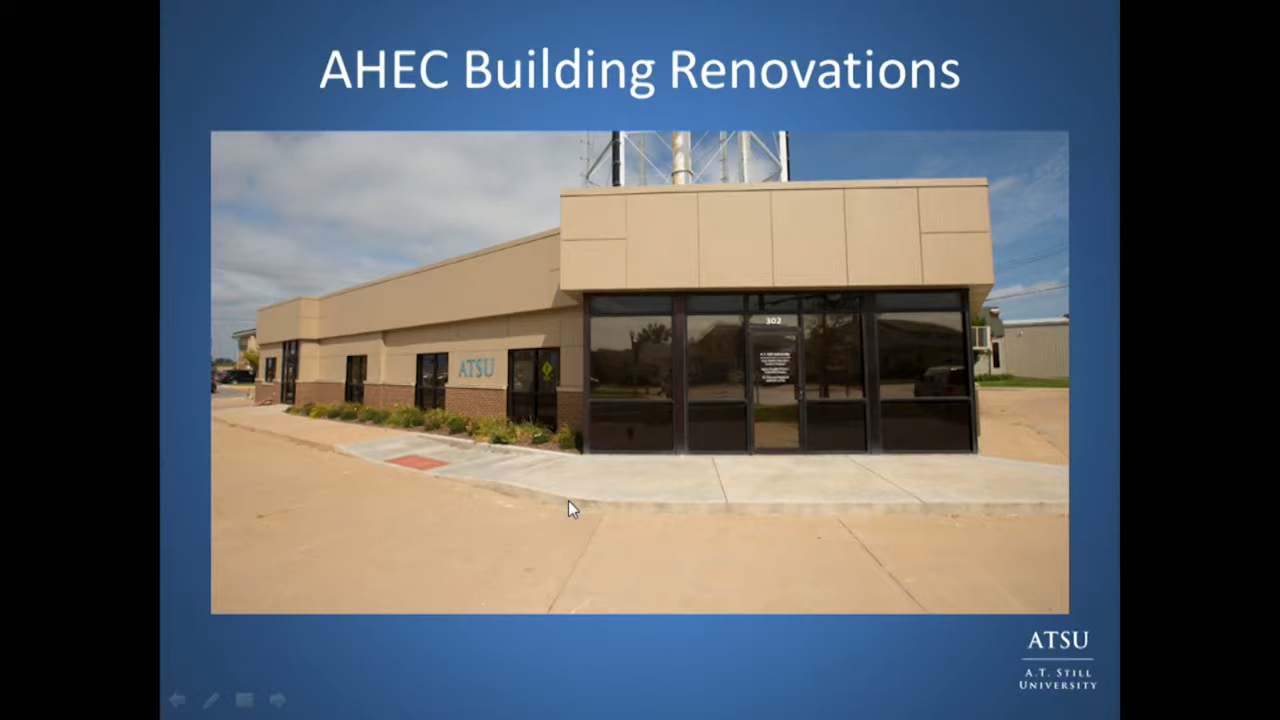 AHEC Building Renovations
302
ATSU
ATSU
A.T. STILL
UNIVERSITY